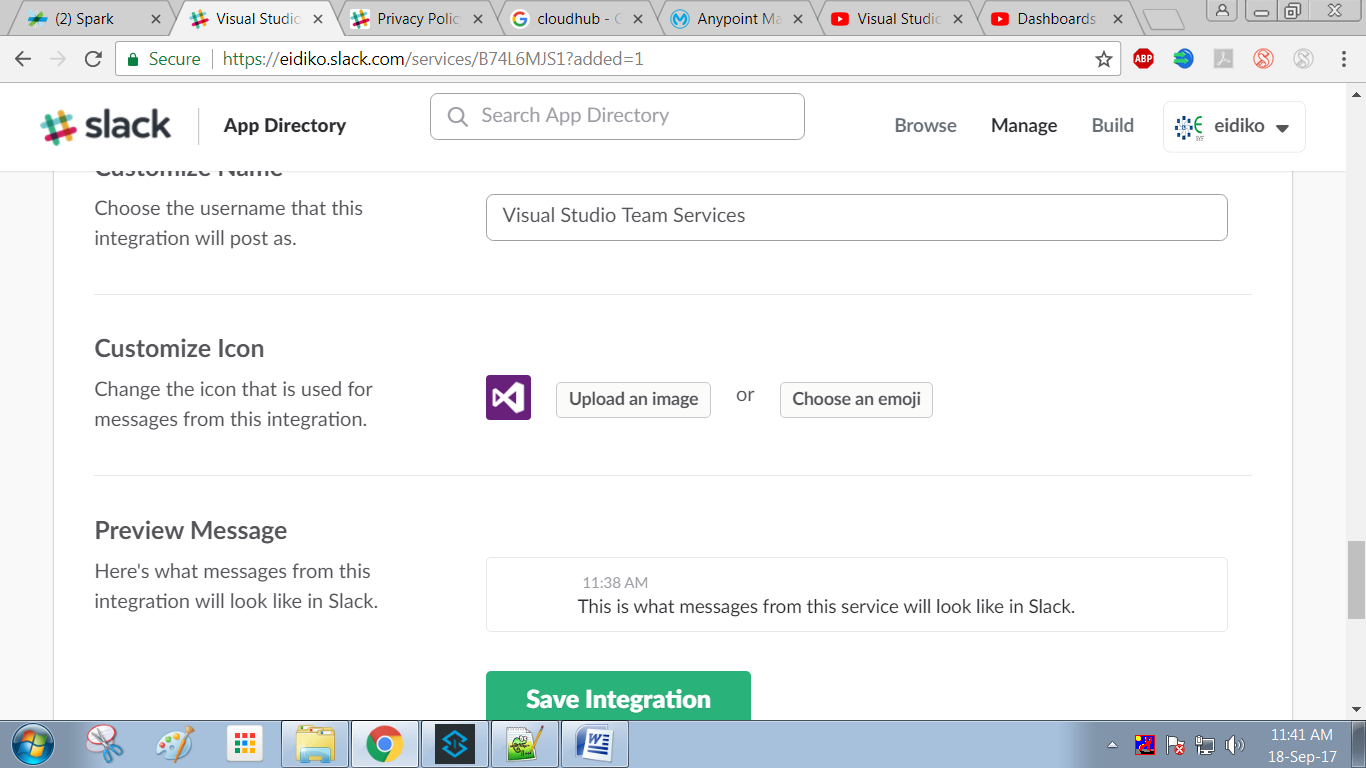 (2) Spark
Visual Studio
Privacy Polic
cloudhub - G
Anypoint Ma
Visual Studic
Dashboards
Secure
https://eidiko.slack.com/services/B74L6MJS1?added=1
ABP
slack
App Directory
Search App Directory
Browse
Manage
Build
eidiko
Customize Name
Choose the username that this
integration will post as.
Visual Studio Team Services
Customize Icon
Change the icon that is used for
messages from this integration.
Upload an image
or
Choose an emoji
Preview Message
Here's what messages from this
integration will look like in Slack.
11:38 AM
This is what messages from this service will look like in Slack.
Save Integration
11:41 AM
18-Sep-17